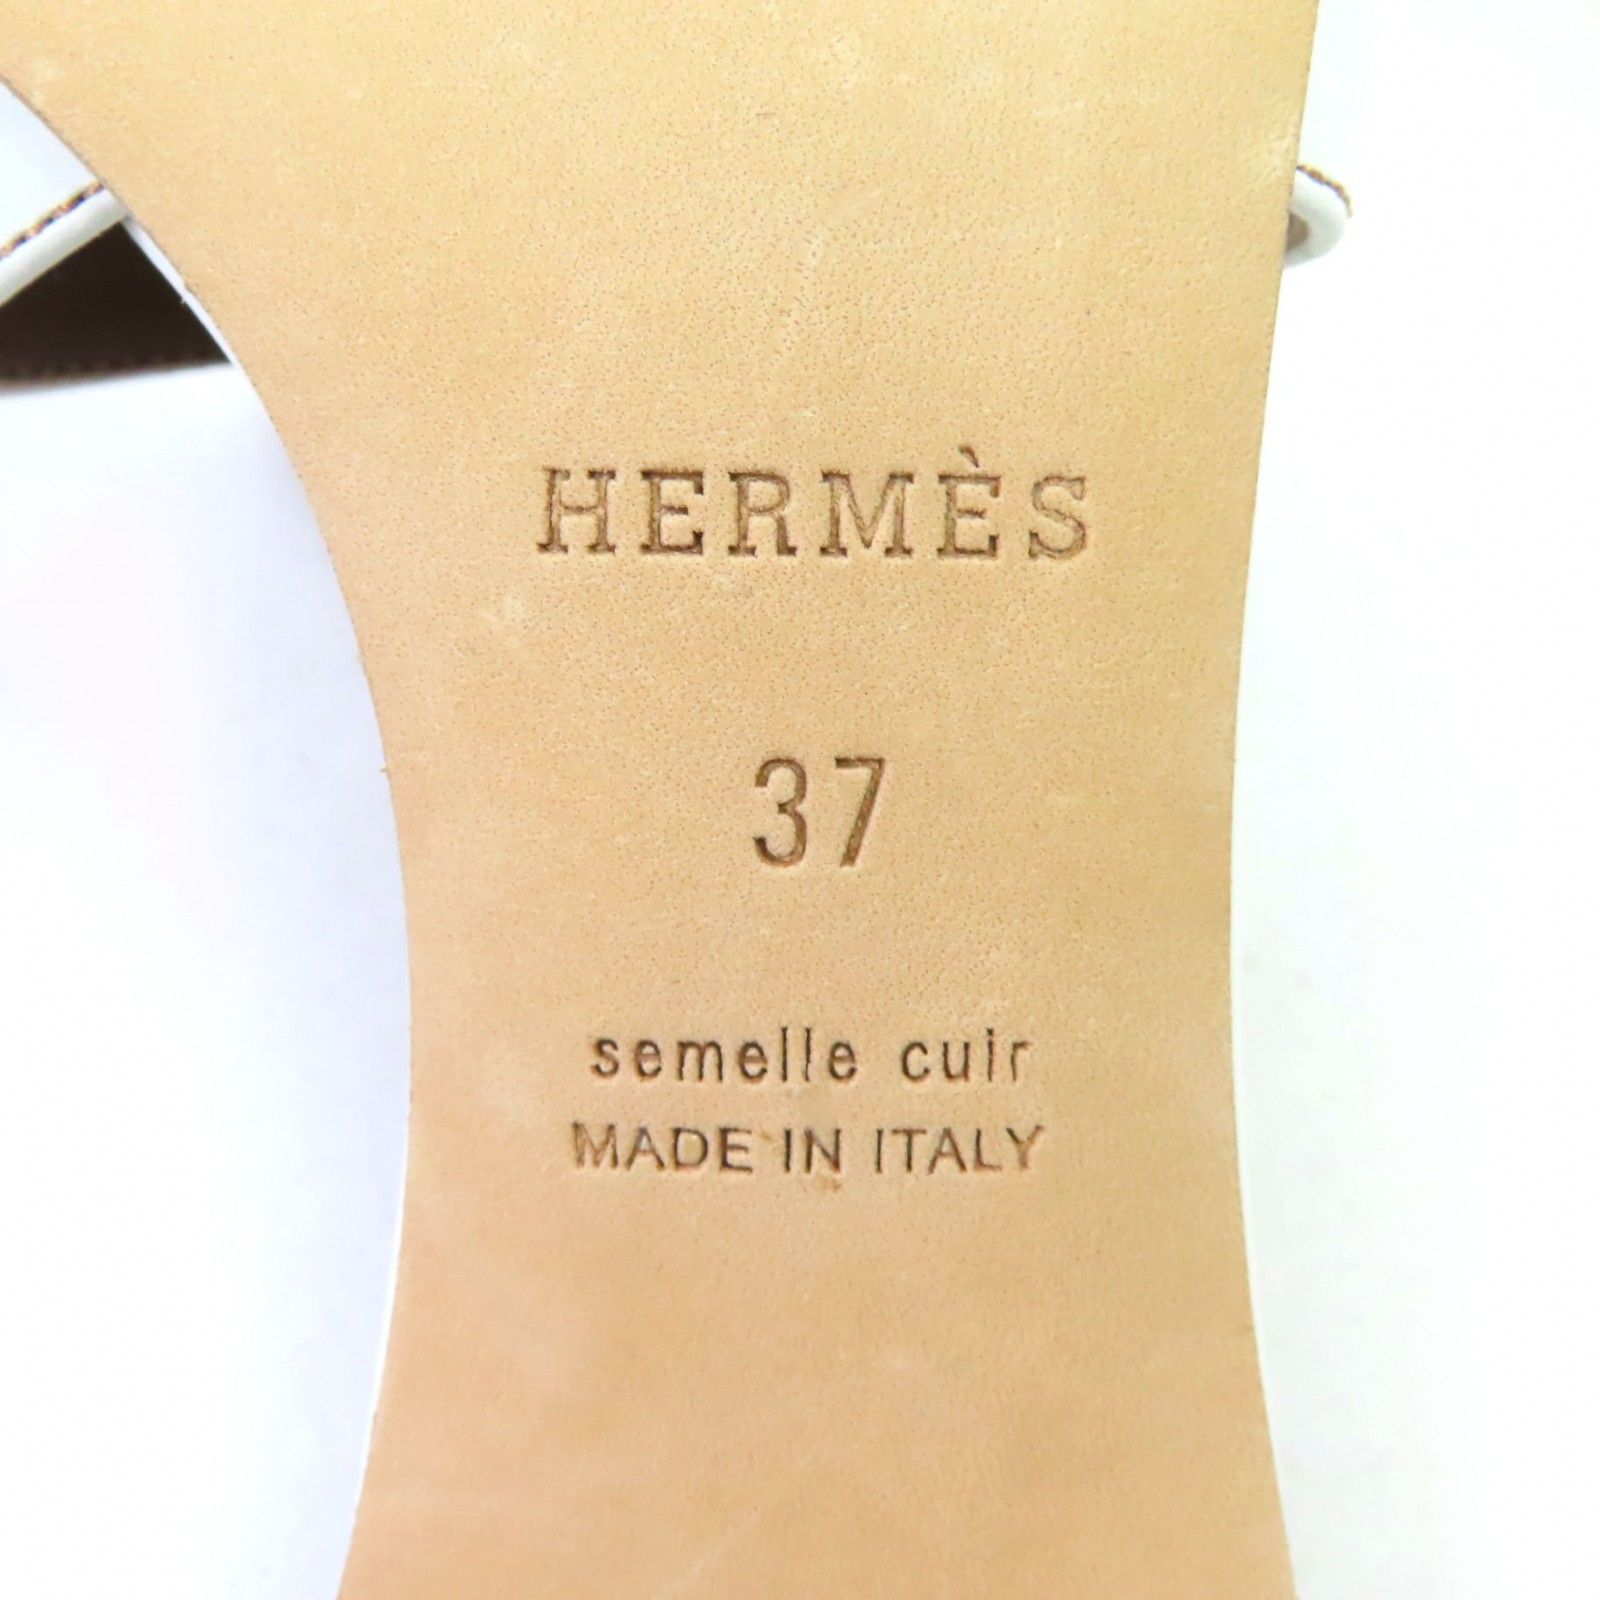 HERMÈS
37
semelle cuir
MADE IN ITALY